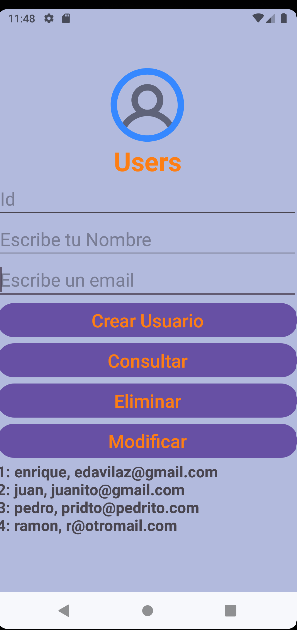 11:48
Users
Id
Escribe tu Nombre
Escribe un email
Crear Usuario
Consultar
Eliminar
Modificar
1: enrique, edavilaz@gmail.com
2: juan, juanito@gmail.com
3: pedro, pridto@pedrito.com
4: ramon, r@otromail.com